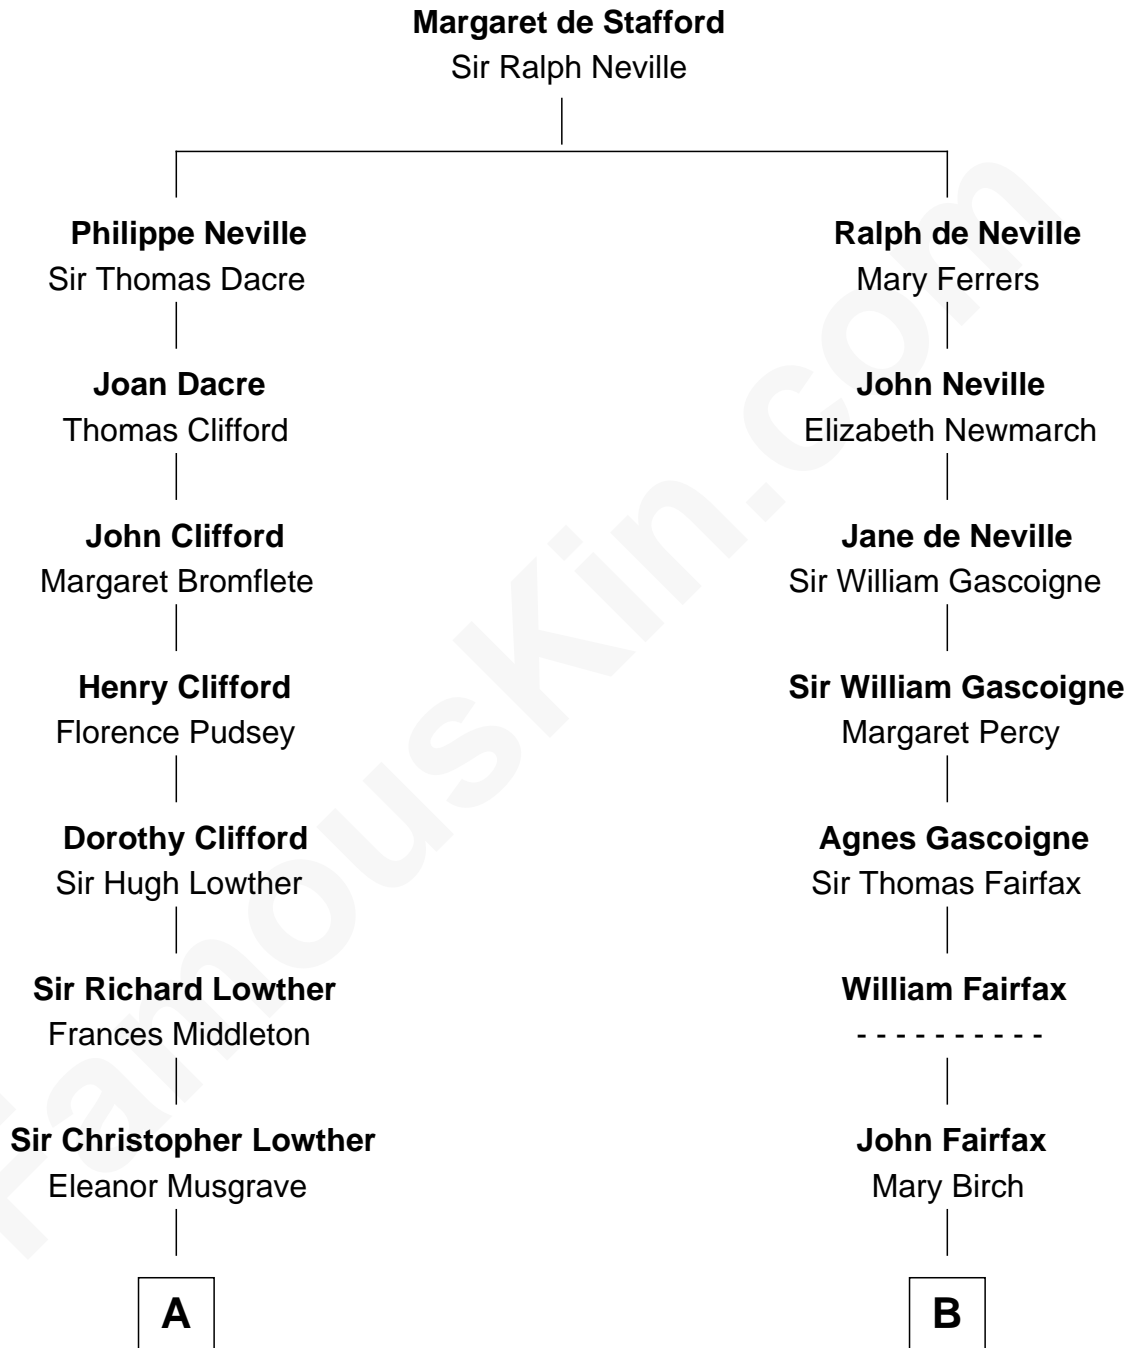 Margaret de Stafford
Sir Ralph Neville
Philippe Neville
Sir Thomas Dacre
Ralph de Neville
Mary Ferrers
Joan Dacre
Thomas Clifford
John Neville
Elizabeth Newmarch
John Clifford
Margaret Bromflete
Jane de Neville
Sir William Gascoigne
Henry Clifford
Florence Pudsey
Sir William Gascoigne
Margaret Percy
Dorothy Clifford
Sir Hugh Lowther
Agnes Gascoigne
Sir Thomas Fairfax
Sir Richard Lowther
Frances Middleton
William Fairfax
- - - - - - - - - -
Sir Christopher Lowther
Eleanor Musgrave
John Fairfax
Mary Birch
A
B
FamousKin.com